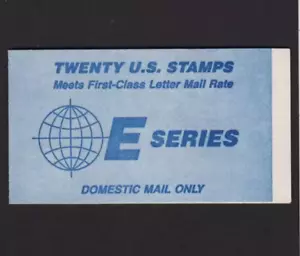 TWENTY U.S. STAMPS
Meets First-Class Letter Mail Rate
E SERIES
DOMESTIC MAIL ONLY